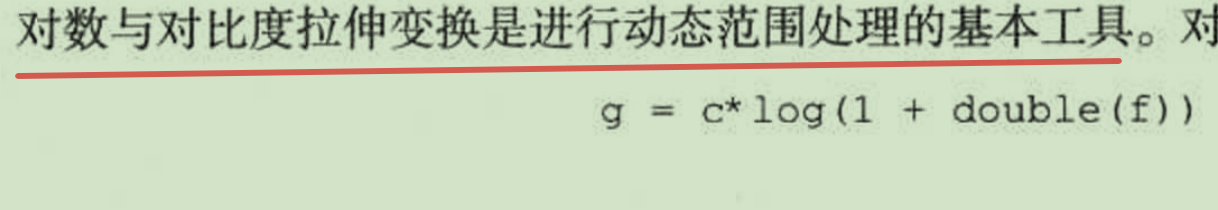 对数与对比度拉伸变换是进行动态范围处理的基本工具。对
g = c*log(1 + double(f))